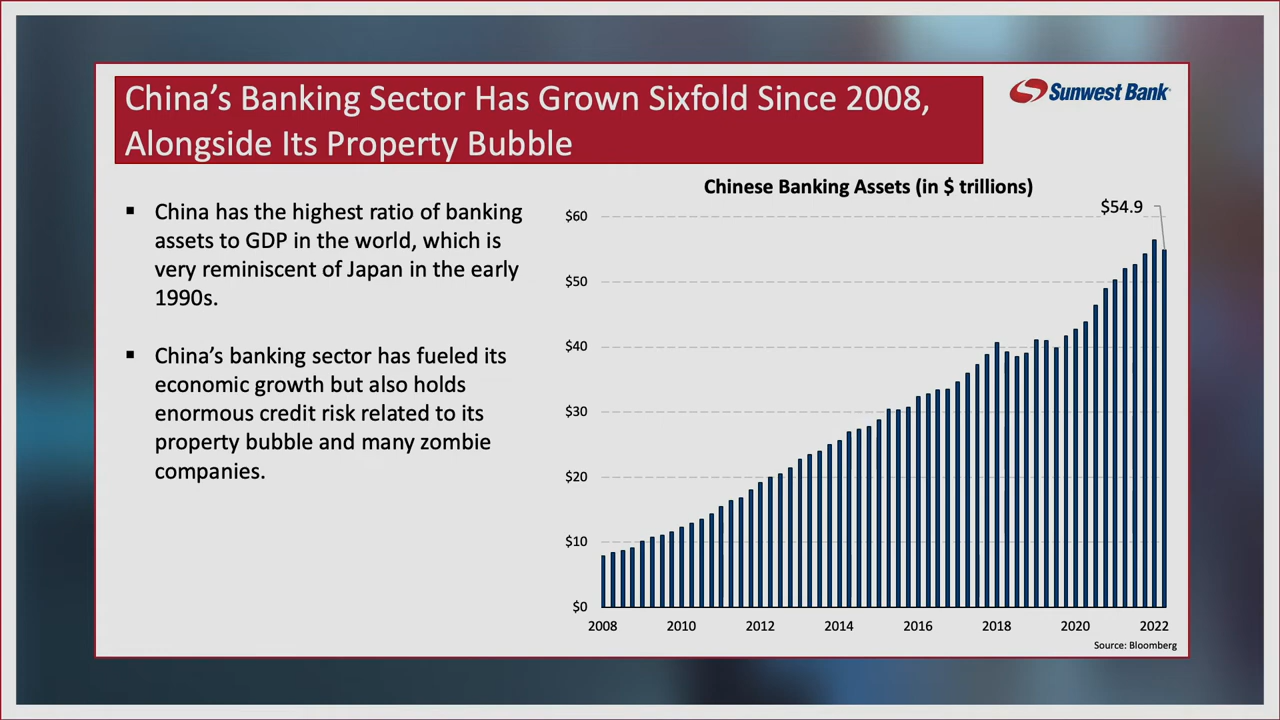 China’s Banking Sector Has Grown Sixfold Since 2008,
Alongside Its Property Bubble
Sunwest Bank
▪ China has the highest ratio of banking
assets to GDP in the world, which is
very reminiscent of Japan in the early
1990s.
▪ China’s banking sector has fueled its
economic growth but also holds
enormous credit risk related to its
property bubble and many zombie
companies.
Chinese Banking Assets (in $ trillions)
$54.9
$60
$50
$40
$30
$20
$10
$0
2008 2010 2012 2014 2016 2018 2020 2022
Source: Bloomberg